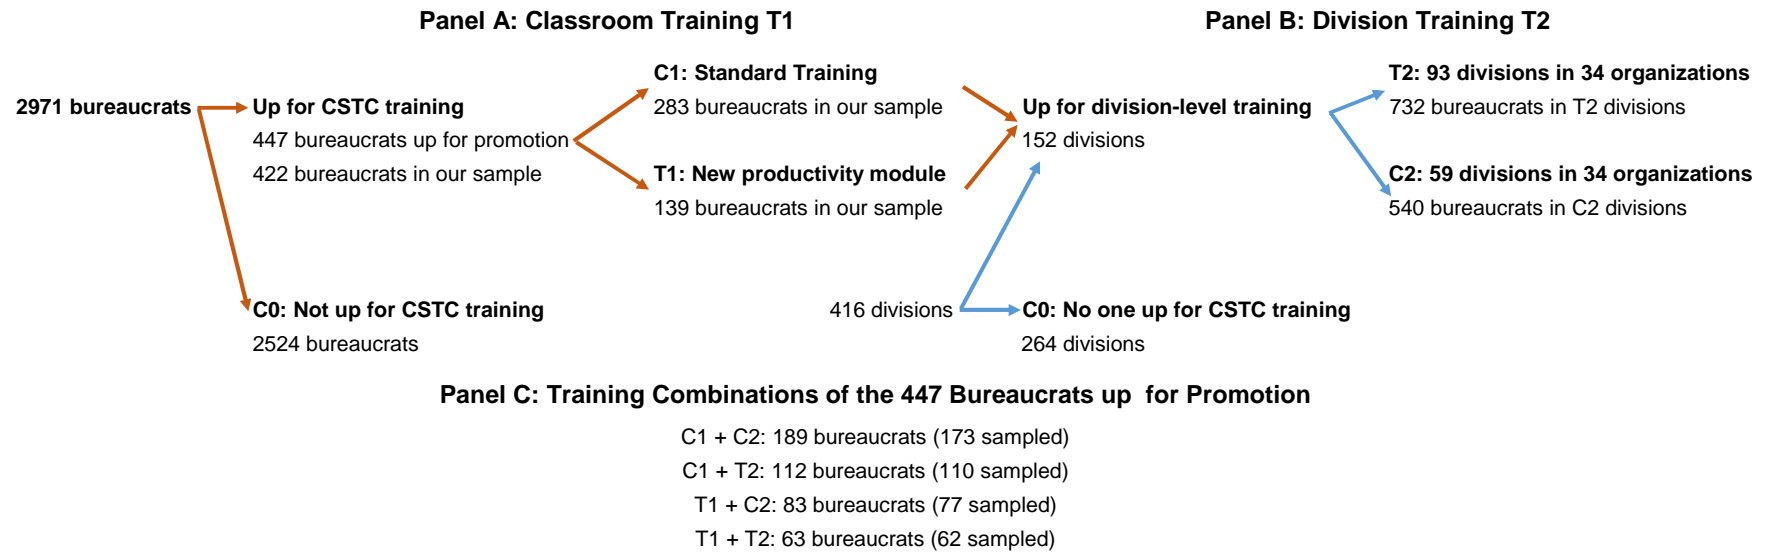 Panel A: Classroom Training T1
Panel B: Division Training T2
2971 bureaucrats
Up for CSTC training
447 bureaucrats up for promotion
422 bureaucrats in our sample
C1: Standard Training
283 bureaucrats in our sample
T1: New productivity module
139 bureaucrats in our sample
C0: Not up for CSTC training
2524 bureaucrats
Up for division-level training
152 divisions
T2: 93 divisions in 34 organizations
732 bureaucrats in T2 divisions
C2: 59 divisions in 34 organizations
540 bureaucrats in C2 divisions
416 divisions
C0: No one up for CSTC training
264 divisions
Panel C: Training Combinations of the 447 Bureaucrats up for Promotion
C1 + C2: 189 bureaucrats (173 sampled)
C1 + T2: 112 bureaucrats (110 sampled)
T1 + C2: 83 bureaucrats (77 sampled)
T1 + T2: 63 bureaucrats (62 sampled)